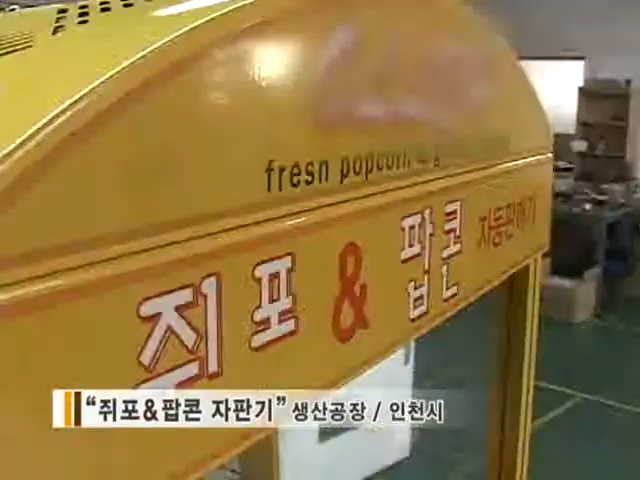 fresh popcorn
쥐포 & 팝콘 자동판매기
“쥐포&팝콘 자판기” 생산공장 / 인천시